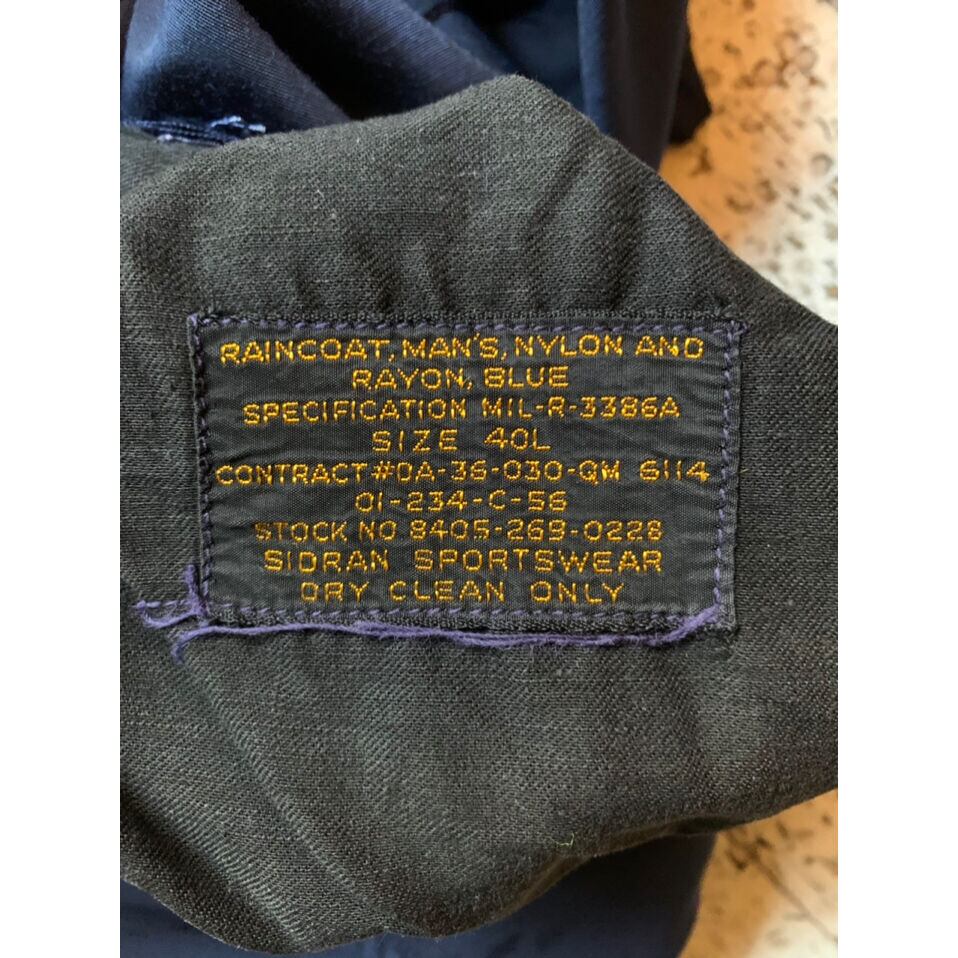 RAINCOAT, MAN'S, NYLON AND
RAYON, BLUE
SPECIFICATION MIL-R-3386A
SIZE 40L
CONTRACT #DA-36-030-QM 6114
OI-234-C-56
STOCK NO 8405-269-0228
SIDRAN SPORTSWEAR
DRY CLEAN ONLY